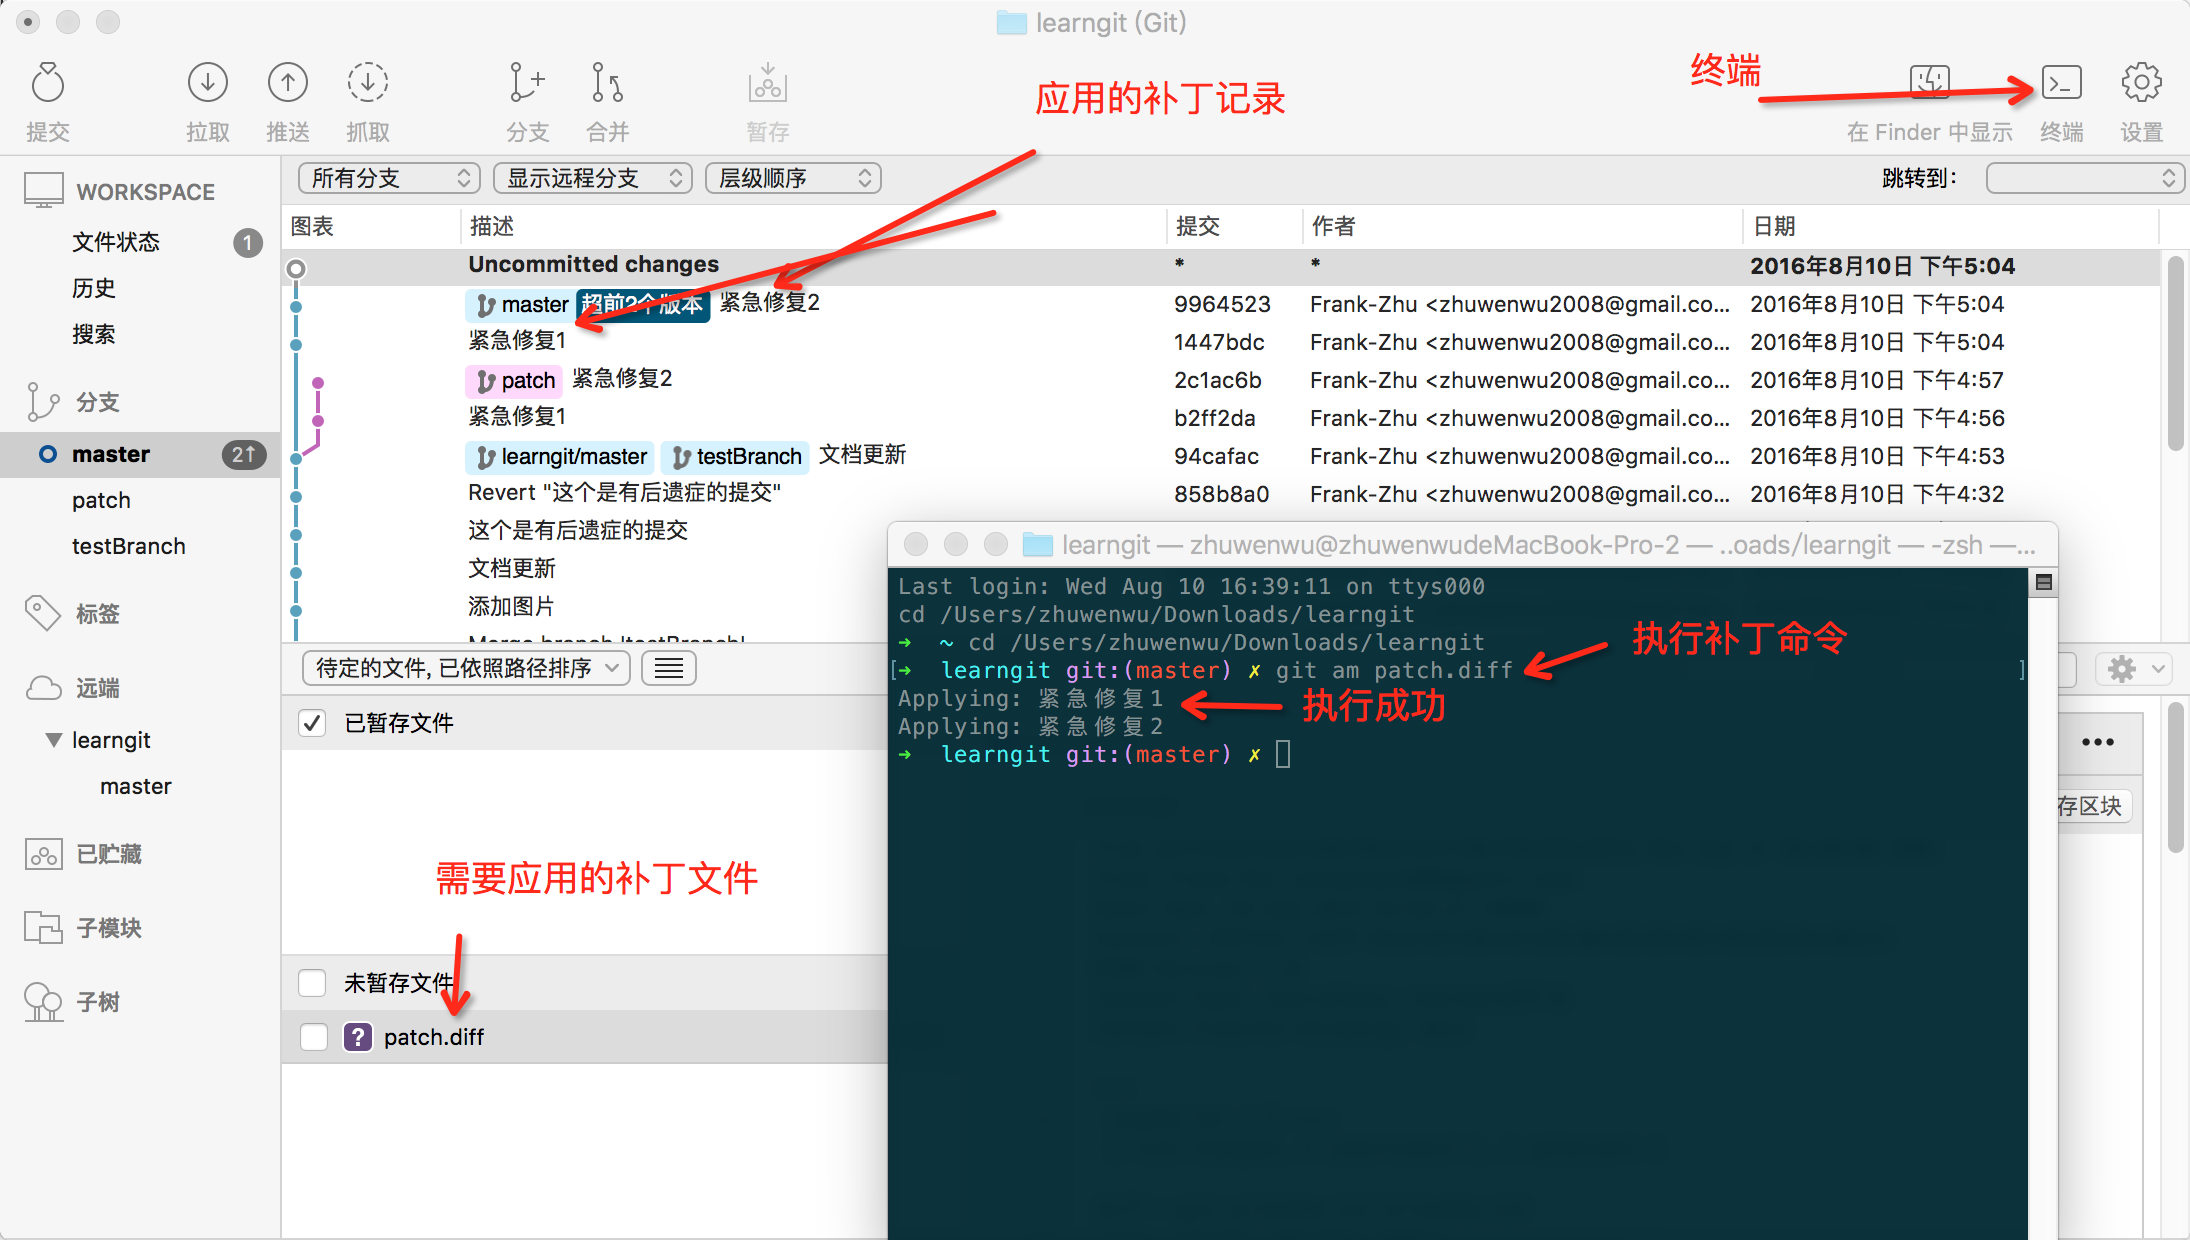 learngit (Git)
提交
拉取
推送
抓取
分支
合并
暂存
应用的补丁记录
终端
在 Finder 中显示
终端
设置
所有分支
显示远程分支
层级顺序
跳转到：
WORKSPACE
文件状态 1
历史
搜索
分支
master 2↑
patch
testBranch
标签
远端
learngit
master
已贮藏
子模块
子树
图表 描述 提交 作者 日期
Uncommitted changes * * 2016年8月10日 下午5:04
master 超前2个版本 紧急修复2 9964523 Frank-Zhu <zhuwenwu2008@gmail.co... 2016年8月10日 下午5:04
紧急修复1 1447bdc Frank-Zhu <zhuwenwu2008@gmail.co... 2016年8月10日 下午5:04
patch 紧急修复2 2c1ac6b Frank-Zhu <zhuwenwu2008@gmail.co... 2016年8月10日 下午4:57
紧急修复1 b2ff2da Frank-Zhu <zhuwenwu2008@gmail.co... 2016年8月10日 下午4:56
learngit/master testBranch 文档更新 94cafac Frank-Zhu <zhuwenwu2008@gmail.co... 2016年8月10日 下午4:53
Revert "这个是有后遗症的提交" 858b8a0 Frank-Zhu <zhuwenwu2008@gmail.co... 2016年8月10日 下午4:32
这个是有后遗症的提交
文档更新
添加图片
Merge branch 'testBranch'
待定的文件, 已依照路径排序
已暂存文件
需要应用的补丁文件
未暂存文件
? patch.diff
存区块
learngit — zhuwenwu@zhuwenwudeMacBook-Pro-2 — ..oads/learngit — -zsh —...
Last login: Wed Aug 10 16:39:11 on ttys000
cd /Users/zhuwenwu/Downloads/learngit
➜ ~ cd /Users/zhuwenwu/Downloads/learngit
[➜ learngit git:(master) ✗ git am patch.diff ]
执行补丁命令
Applying: 紧急修复1
执行成功
Applying: 紧急修复2
➜ learngit git:(master) ✗